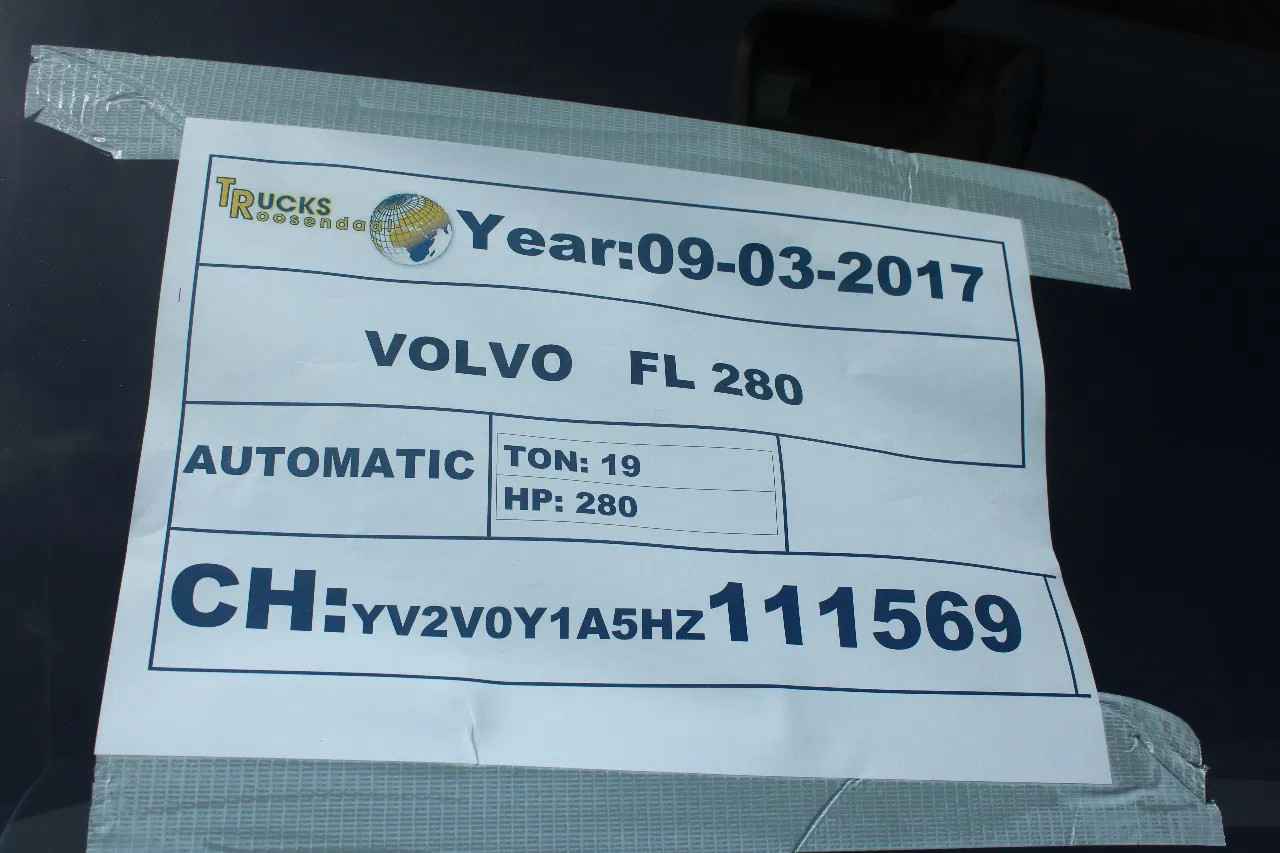 TRUCKS
Roosendaal
Year:09-03-2017
VOLVO FL 280
AUTOMATIC
TON: 19
HP: 280
CH:YV2V0Y1A5HZ111569